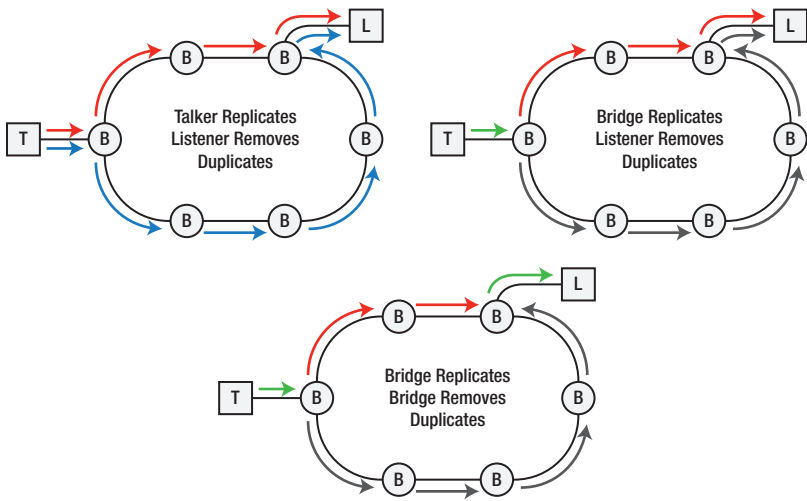 L
B
B
T
B
Talker Replicates
Listener Removes
Duplicates
B
B
B
L
B
B
T
B
Bridge Replicates
Listener Removes
Duplicates
B
B
B
L
B
B
T
B
Bridge Replicates
Bridge Removes
Duplicates
B
B
B